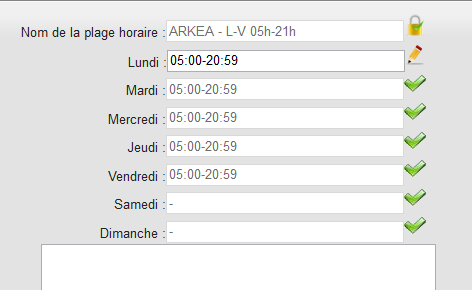 Nom de la plage horaire : ARKEA - L-V 05h-21h
Lundi : 05:00-20:59
Mardi : 05:00-20:59
Mercredi : 05:00-20:59
Jeudi : 05:00-20:59
Vendredi : 05:00-20:59
Samedi : -
Dimanche : -